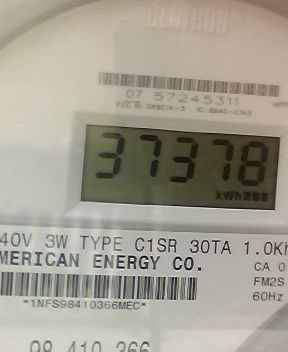 CENTRON
07 57245311
37378
kWh
40V 3W TYPE C1SR 30TA 1.0Kh
MERICAN ENERGY CO.
CA 0
FM2S
60Hz
*1NFS98410366MEC*
98 410 366